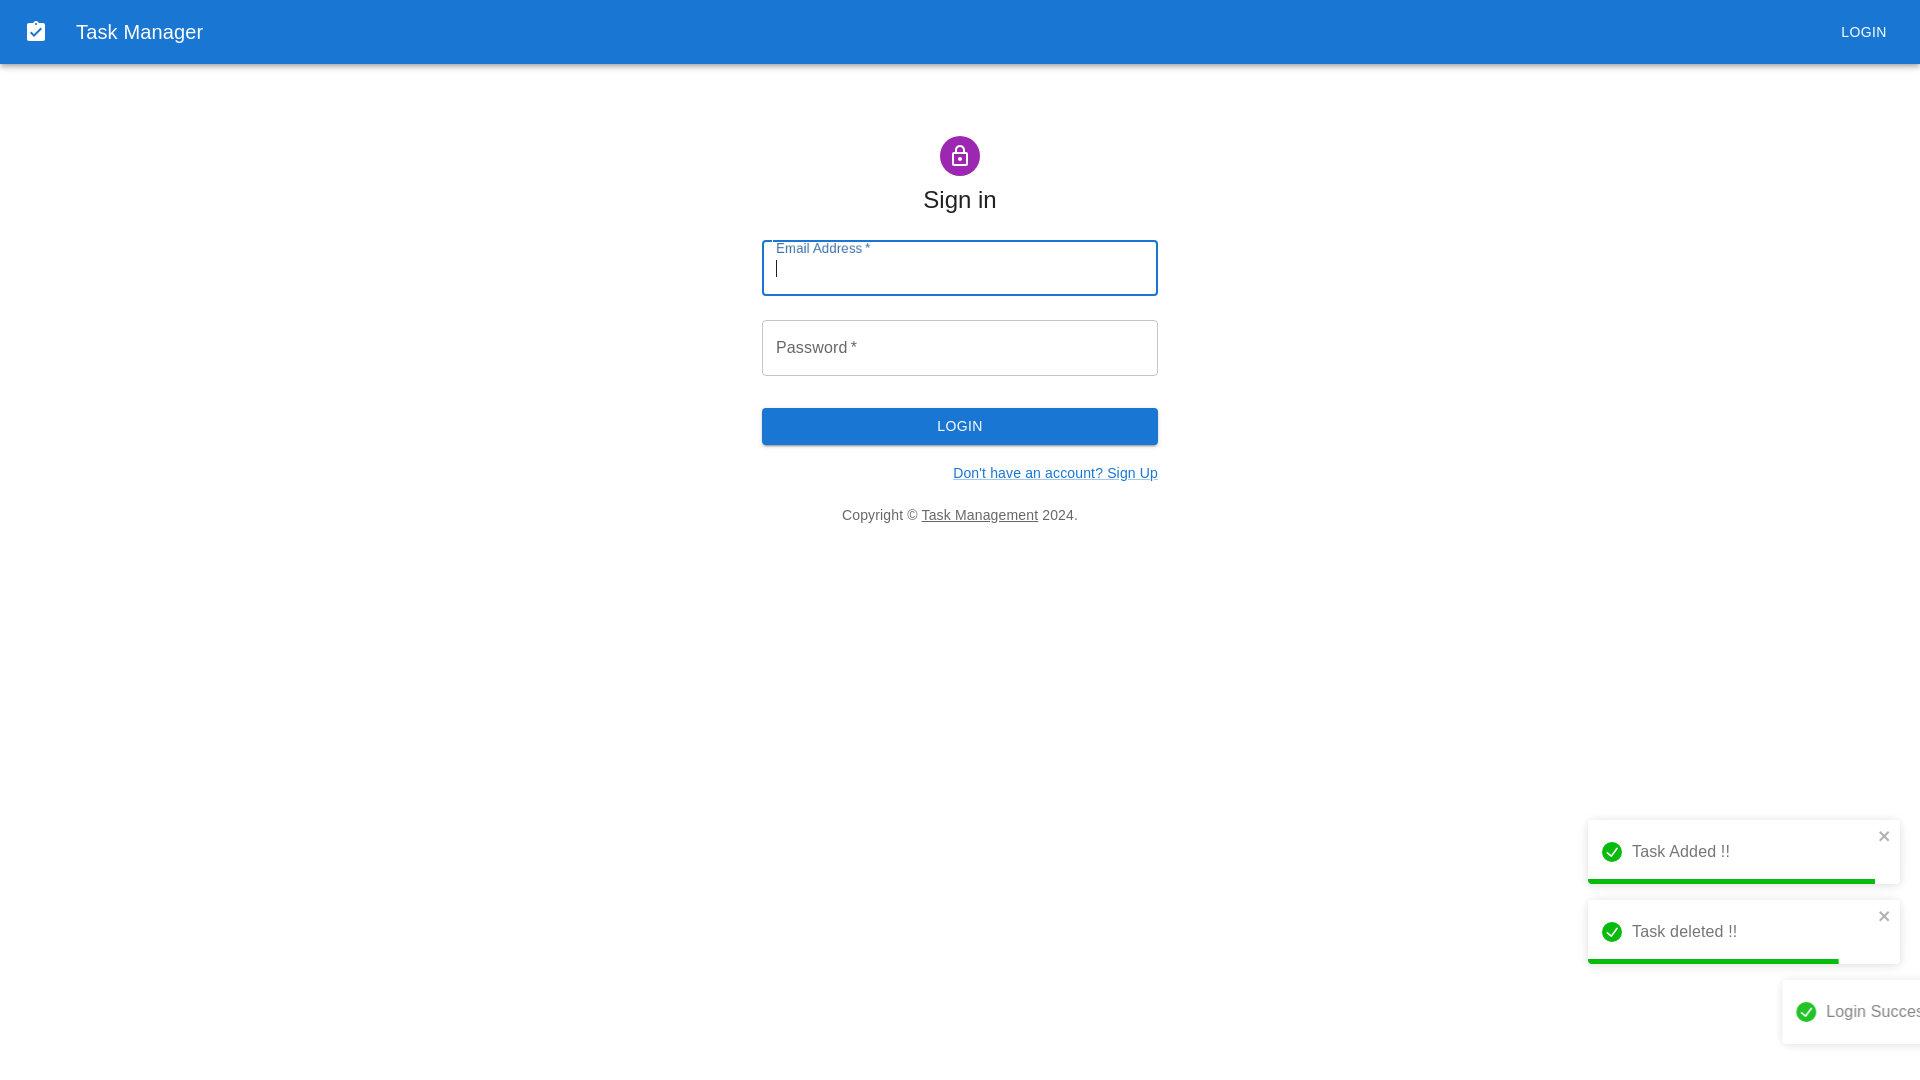 Task Manager
LOGIN
Sign in
Email Address *
Password *
LOGIN
Don't have an account? Sign Up
Copyright © Task Management 2024.
Task Added !!
Task deleted !!
Login